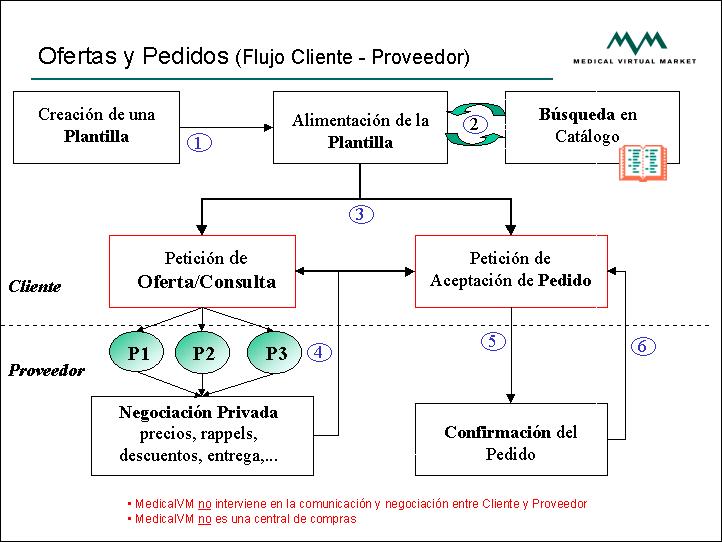 Ofertas y Pedidos (Flujo Cliente - Proveedor)
MEDICAL VIRTUAL MARKET
Creación de una
Plantilla
1
Alimentación de la
Plantilla
2
Búsqueda en
Catálogo
3
Petición de
Oferta/Consulta
Petición de
Aceptación de Pedido
Cliente
Proveedor
P1
P2
P3
4
5
6
Negociación Privada
precios, rappels,
descuentos, entrega,...
Confirmación del
Pedido
• MedicalVM no interviene en la comunicación y negociación entre Cliente y Proveedor
• MedicalVM no es una central de compras